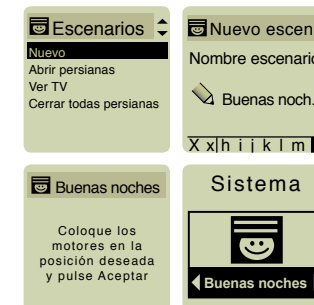 Escenarios
Nuevo
Abrir persianas
Ver TV
Cerrar todas persianas
Nuevo escen
Nombre escenario
Buenas noch.
X x|h i j k l m
Buenas noches
Coloque los
motores en la
posición deseada
y pulse Aceptar
Sistema
Buenas noches